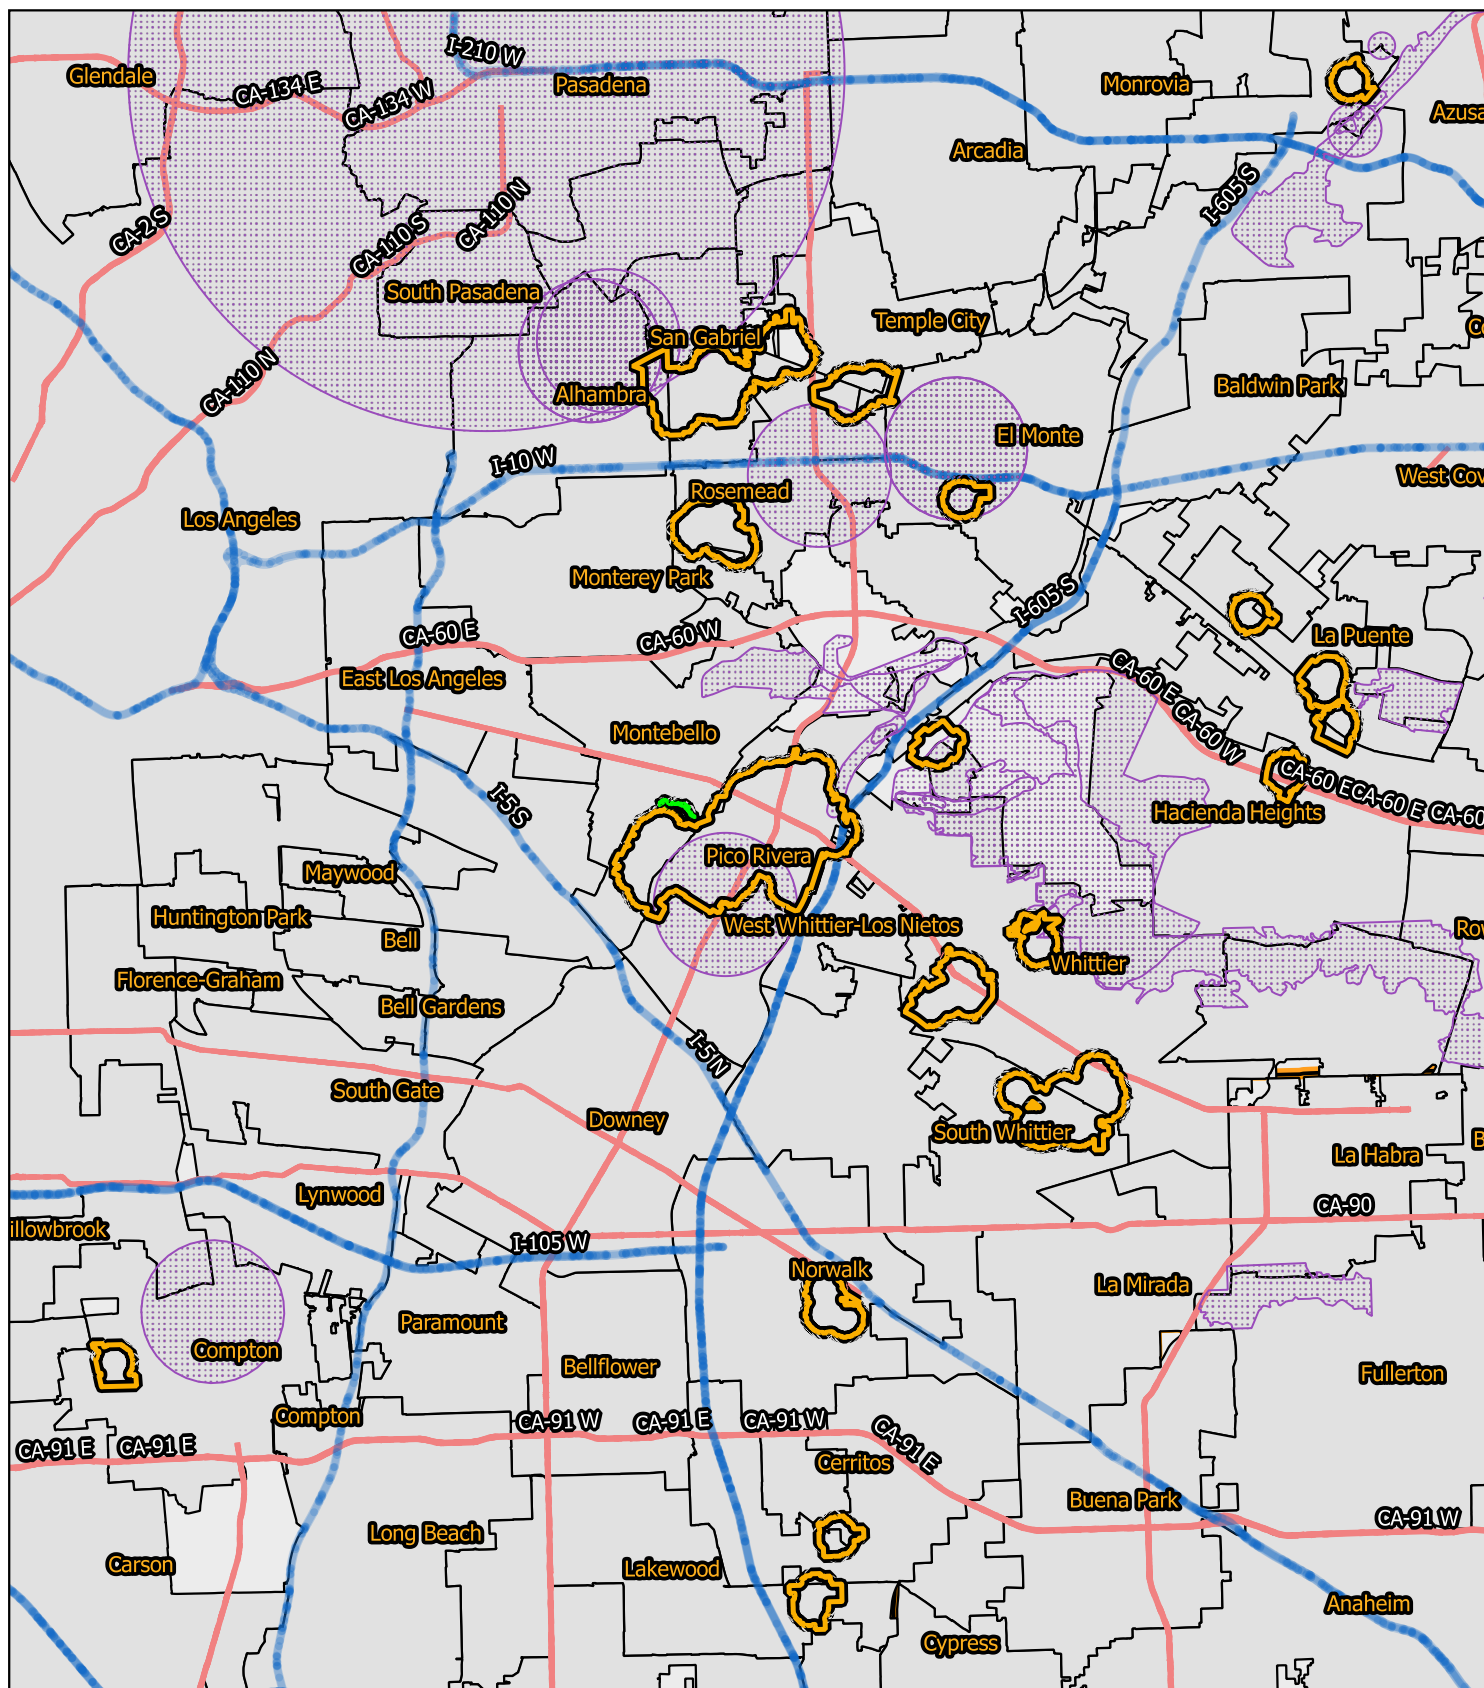 I-210 W
Glendale
CA-134 E
Pasadena
Monrovia
CA-134 W
Azusa
Arcadia
I-605 S
CA-110 N
CA-2 S
CA-110 S
South Pasadena
Temple City
San Gabriel
CA-110 N
Alhambra
Baldwin Park
El Monte
I-10 W
West Cov
Rosemead
Los Angeles
Monterey Park
I-605 S
CA-60 E
CA-60 W
La Puente
East Los Angeles
CA-60 E
CA-60 W
Montebello
CA-60 E
CA-60 E
CA-60
I-5 S
Hacienda Heights
Pico Rivera
Maywood
Huntington Park
West Whittier-Los Nietos
Row
Bell
Whittier
Florence-Graham
Bell Gardens
I-5 N
South Gate
Downey
South Whittier
B
La Habra
Lynwood
CA-90
illowbrook
I-105 W
Norwalk
La Mirada
Paramount
Compton
Bellflower
Fullerton
Compton
CA-91 W
CA-91 E
CA-91 W
CA-91 E
CA-91 E
CA-91 E
Cerritos
Buena Park
CA-91 W
Long Beach
Carson
Lakewood
Anaheim
Cypress